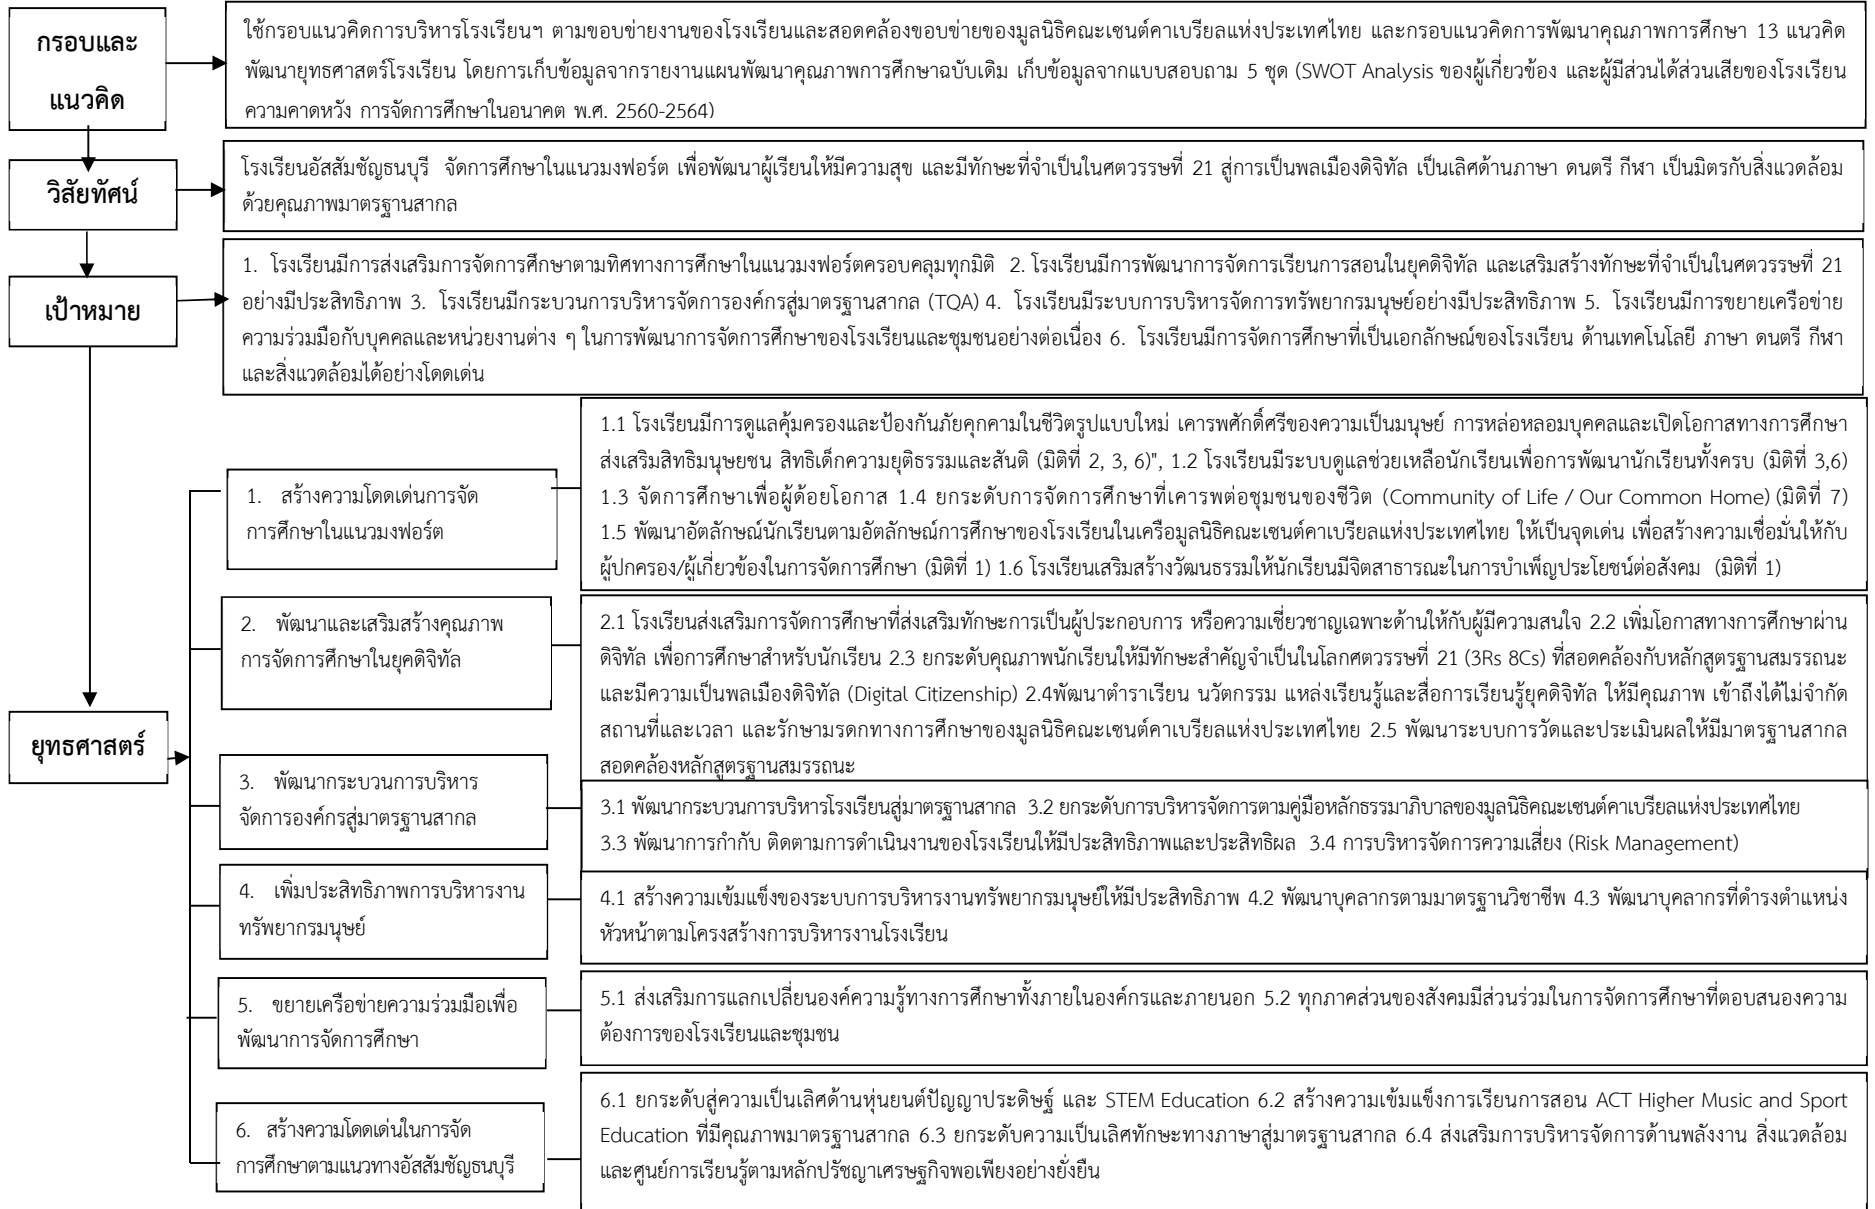 กรอบและ
แนวคิด
ใช้กรอบแนวคิดการบริหารโรงเรียนฯ ตามขอบข่ายงานของโรงเรียนและสอดคล้องขอบข่ายของมูลนิธิคณะเซนต์คาเบรียลแห่งประเทศไทย และกรอบแนวคิดการพัฒนาคุณภาพการศึกษา 13 แนวคิด
พัฒนายุทธศาสตร์โรงเรียน โดยการเก็บข้อมูลจากรายงานแผนพัฒนาคุณภาพการศึกษาฉบับเดิม เก็บข้อมูลจากแบบสอบถาม 5 ชุด (SWOT Analysis ของผู้เกี่ยวข้อง และผู้มีส่วนได้ส่วนเสียของโรงเรียน
ความคาดหวัง การจัดการศึกษาในอนาคต พ.ศ. 2560-2564)
วิสัยทัศน์
โรงเรียนอัสสัมชัญธนบุรี จัดการศึกษาในแนวมงฟอร์ต เพื่อพัฒนาผู้เรียนให้มีความสุข และมีทักษะที่จำเป็นในศตวรรษที่ 21 สู่การเป็นพลเมืองดิจิทัล เป็นเลิศด้านภาษา ดนตรี กีฬา เป็นมิตรกับสิ่งแวดล้อม
ด้วยคุณภาพมาตรฐานสากล
เป้าหมาย
1. โรงเรียนมีการส่งเสริมการจัดการศึกษาตามทิศทางการศึกษาในแนวมงฟอร์ตครอบคลุมทุกมิติ 2. โรงเรียนมีการพัฒนาการจัดการเรียนการสอนในยุคดิจิทัล และเสริมสร้างทักษะที่จำเป็นในศตวรรษที่ 21
อย่างมีประสิทธิภาพ 3. โรงเรียนมีกระบวนการบริหารจัดการองค์กรสู่มาตรฐานสากล (TQA) 4. โรงเรียนมีระบบการบริหารจัดการทรัพยากรมนุษย์อย่างมีประสิทธิภาพ 5. โรงเรียนมีการขยายเครือข่าย
ความร่วมมือกับบุคคลและหน่วยงานต่าง ๆ ในการพัฒนาการจัดการศึกษาของโรงเรียนและชุมชนอย่างต่อเนื่อง 6. โรงเรียนมีการจัดการศึกษาที่เป็นเอกลักษณ์ของโรงเรียน ด้านเทคโนโลยี ภาษา ดนตรี กีฬา
และสิ่งแวดล้อมได้อย่างโดดเด่น
ยุทธศาสตร์
1. สร้างความโดดเด่นการจัด
การศึกษาในแนวมงฟอร์ต
1.1 โรงเรียนมีการดูแลคุ้มครองและป้องกันภัยคุกคามในชีวิตรูปแบบใหม่ เคารพศักดิ์ศรีของความเป็นมนุษย์ การหล่อหลอมบุคคลและเปิดโอกาสทางการศึกษา
ส่งเสริมสิทธิมนุษยชน สิทธิเด็กความยุติธรรมและสันติ (มิติที่ 2, 3, 6)", 1.2 โรงเรียนมีระบบดูแลช่วยเหลือนักเรียนเพื่อการพัฒนานักเรียนทั้งครบ (มิติที่ 3,6)
1.3 จัดการศึกษาเพื่อผู้ด้อยโอกาส 1.4 ยกระดับการจัดการศึกษาที่เคารพต่อชุมชนของชีวิต (Community of Life / Our Common Home) (มิติที่ 7)
1.5 พัฒนาอัตลักษณ์นักเรียนตามอัตลักษณ์การศึกษาของโรงเรียนในเครือมูลนิธิคณะเซนต์คาเบรียลแห่งประเทศไทย ให้เป็นจุดเด่น เพื่อสร้างความเชื่อมั่นให้กับ
ผู้ปกครอง/ผู้เกี่ยวข้องในการจัดการศึกษา (มิติที่ 1) 1.6 โรงเรียนเสริมสร้างวัฒนธรรมให้นักเรียนมีจิตสาธารณะในการบำเพ็ญประโยชน์ต่อสังคม (มิติที่ 1)
2. พัฒนาและเสริมสร้างคุณภาพ
การจัดการศึกษาในยุคดิจิทัล
2.1 โรงเรียนส่งเสริมการจัดการศึกษาที่ส่งเสริมทักษะการเป็นผู้ประกอบการ หรือความเชี่ยวชาญเฉพาะด้านให้กับผู้มีความสนใจ 2.2 เพิ่มโอกาสทางการศึกษาผ่าน
ดิจิทัล เพื่อการศึกษาสำหรับนักเรียน 2.3 ยกระดับคุณภาพนักเรียนให้มีทักษะสำคัญจำเป็นในโลกศตวรรษที่ 21 (3Rs 8Cs) ที่สอดคล้องกับหลักสูตรฐานสมรรถนะ
และมีความเป็นพลเมืองดิจิทัล (Digital Citizenship) 2.4พัฒนาตำราเรียน นวัตกรรม แหล่งเรียนรู้และสื่อการเรียนรู้ยุคดิจิทัล ให้มีคุณภาพ เข้าถึงได้ไม่จำกัด
สถานที่และเวลา และรักษามรดกทางการศึกษาของมูลนิธิคณะเซนต์คาเบรียลแห่งประเทศไทย 2.5 พัฒนาระบบการวัดและประเมินผลให้มีมาตรฐานสากล
สอดคล้องหลักสูตรฐานสมรรถนะ
3. พัฒนากระบวนการบริหาร
จัดการองค์กรสู่มาตรฐานสากล
3.1 พัฒนากระบวนการบริหารโรงเรียนสู่มาตรฐานสากล 3.2 ยกระดับการบริหารจัดการตามคู่มือหลักธรรมาภิบาลของมูลนิธิคณะเซนต์คาเบรียลแห่งประเทศไทย
3.3 พัฒนาการกำกับ ติดตามการดำเนินงานของโรงเรียนให้มีประสิทธิภาพและประสิทธิผล 3.4 การบริหารจัดการความเสี่ยง (Risk Management)
4. เพิ่มประสิทธิภาพการบริหารงาน
ทรัพยากรมนุษย์
4.1 สร้างความเข้มแข็งของระบบการบริหารงานทรัพยากรมนุษย์ให้มีประสิทธิภาพ 4.2 พัฒนาบุคลากรตามมาตรฐานวิชาชีพ 4.3 พัฒนาบุคลากรที่ดำรงตำแหน่ง
หัวหน้าตามโครงสร้างการบริหารงานโรงเรียน
5. ขยายเครือข่ายความร่วมมือเพื่อ
พัฒนาการจัดการศึกษา
5.1 ส่งเสริมการแลกเปลี่ยนองค์ความรู้ทางการศึกษาทั้งภายในองค์กรและภายนอก 5.2 ทุกภาคส่วนของสังคมมีส่วนร่วมในการจัดการศึกษาที่ตอบสนองความ
ต้องการของโรงเรียนและชุมชน
6. สร้างความโดดเด่นในการจัด
การศึกษาตามแนวทางอัสสัมชัญธนบุรี
6.1 ยกระดับสู่ความเป็นเลิศด้านหุ่นยนต์ปัญญาประดิษฐ์ และ STEM Education 6.2 สร้างความเข้มแข็งการเรียนการสอน ACT Higher Music and Sport
Education ที่มีคุณภาพมาตรฐานสากล 6.3 ยกระดับความเป็นเลิศทักษะทางภาษาสู่มาตรฐานสากล 6.4 ส่งเสริมการบริหารจัดการด้านพลังงาน สิ่งแวดล้อม
และศูนย์การเรียนรู้ตามหลักปรัชญาเศรษฐกิจพอเพียงอย่างยั่งยืน